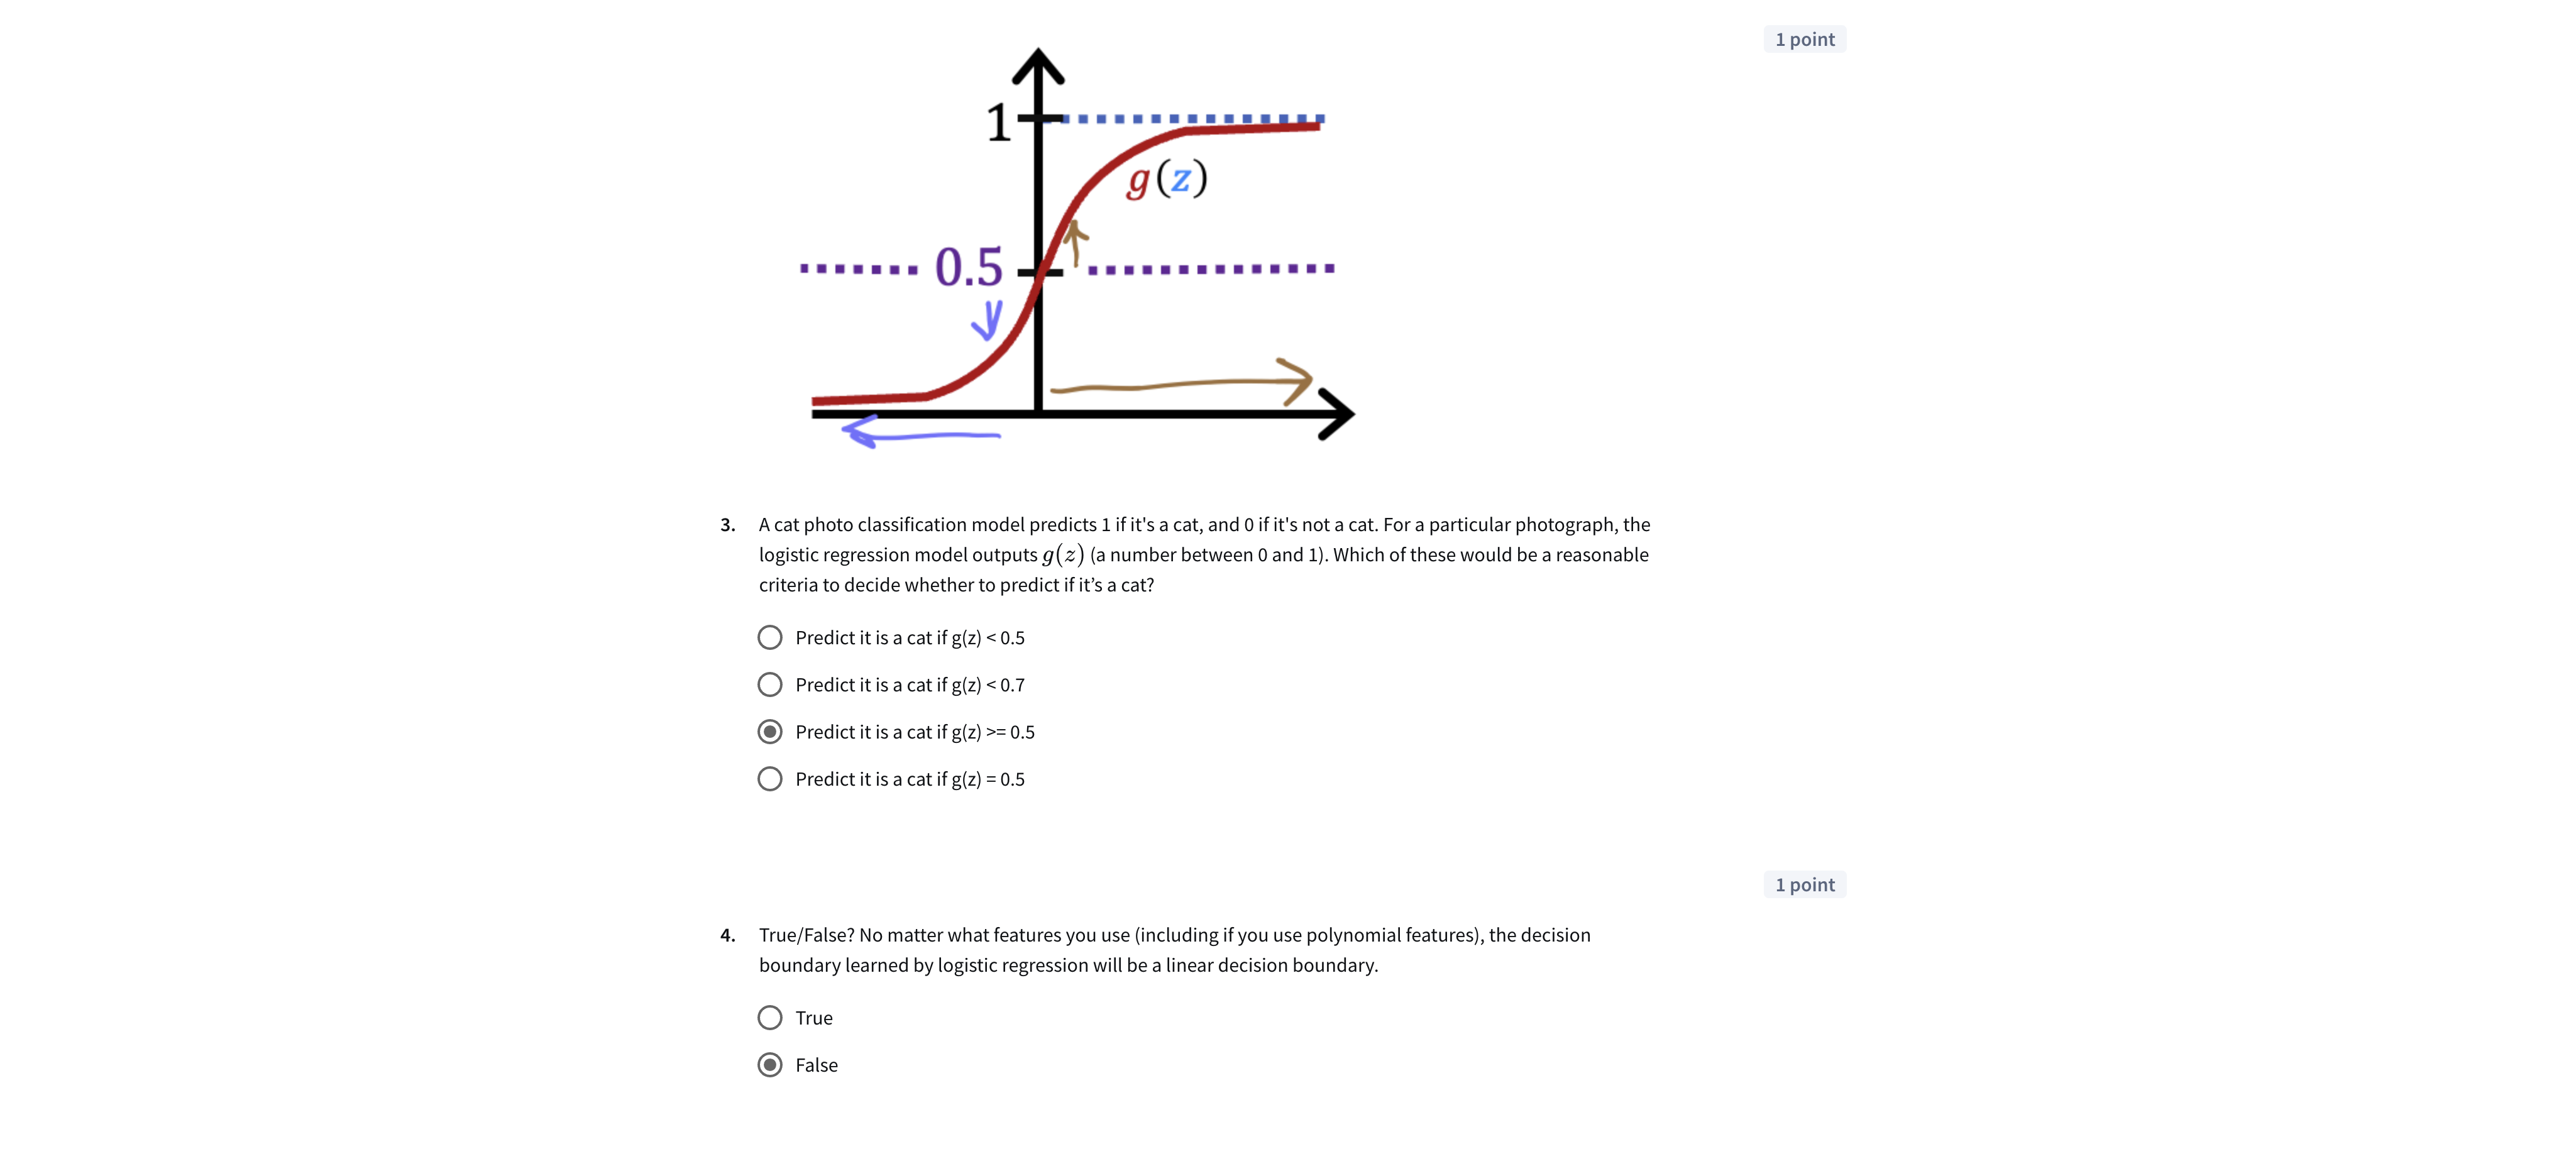 1 point
1
g(z)
0.5
3. A cat photo classification model predicts 1 if it's a cat, and 0 if it's not a cat. For a particular photograph, the
logistic regression model outputs g(z) (a number between 0 and 1). Which of these would be a reasonable
criteria to decide whether to predict if it’s a cat?
Predict it is a cat if g(z) < 0.5
Predict it is a cat if g(z) < 0.7
Predict it is a cat if g(z) >= 0.5
Predict it is a cat if g(z) = 0.5
1 point
4. True/False? No matter what features you use (including if you use polynomial features), the decision
boundary learned by logistic regression will be a linear decision boundary.
True
False